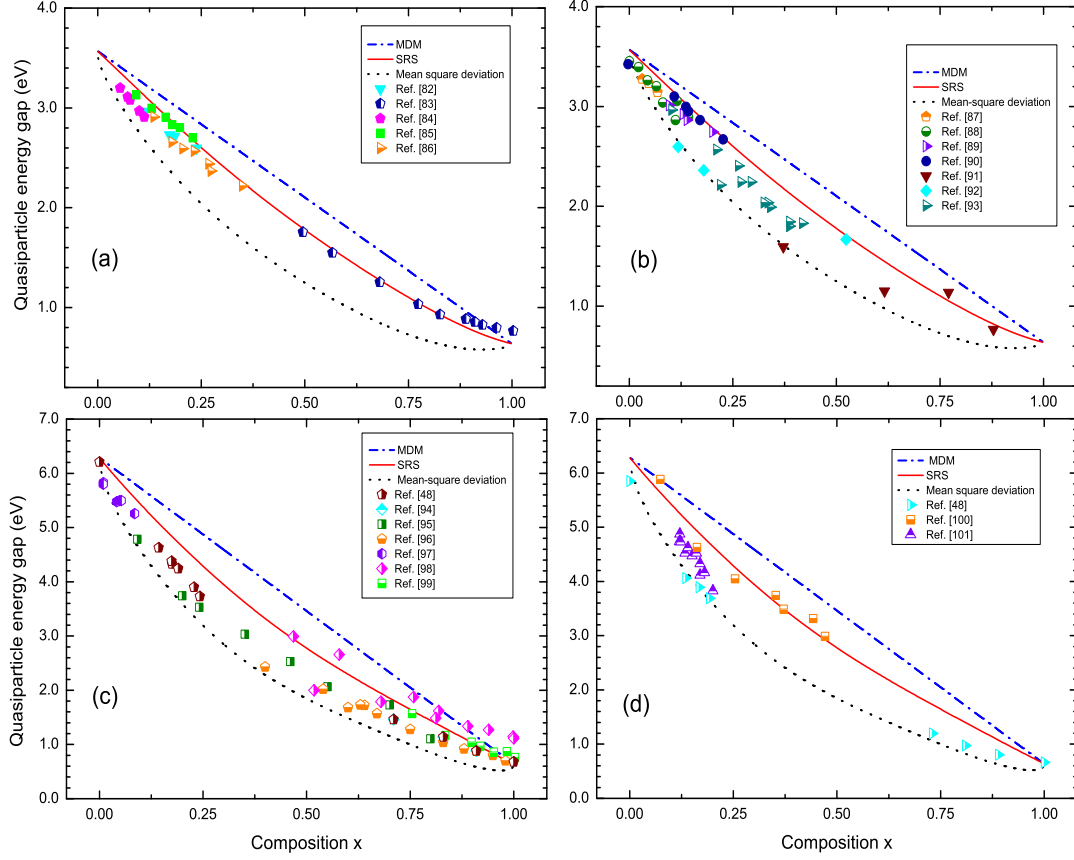 4.0
3.0
2.0
1.0
Quasiparticle energy gap (eV)
MDM
SRS
Mean square deviation
Ref. [82]
Ref. [83]
Ref. [84]
Ref. [85]
Ref. [86]
(a)
0.00 0.25 0.50 0.75 1.00
4.0
3.0
2.0
1.0
Quasiparticle energy gap (eV)
MDM
SRS
Mean-square deviation
Ref. [87]
Ref. [88]
Ref. [89]
Ref. [90]
Ref. [91]
Ref. [92]
Ref. [93]
(b)
0.00 0.25 0.50 0.75 1.00
7.0
6.0
5.0
4.0
3.0
2.0
1.0
0.0
Quasiparticle energy gap (eV)
MDM
SRS
Mean-square deviation
Ref. [48]
Ref. [94]
Ref. [95]
Ref. [96]
Ref. [97]
Ref. [98]
Ref. [99]
(c)
0.00 0.25 0.50 0.75 1.00
Composition x
7.0
6.0
5.0
4.0
3.0
2.0
1.0
0.0
Quasiparticle energy gap (eV)
MDM
SRS
Mean square deviation
Ref. [48]
Ref. [100]
Ref. [101]
(d)
0.00 0.25 0.50 0.75 1.00
Composition x